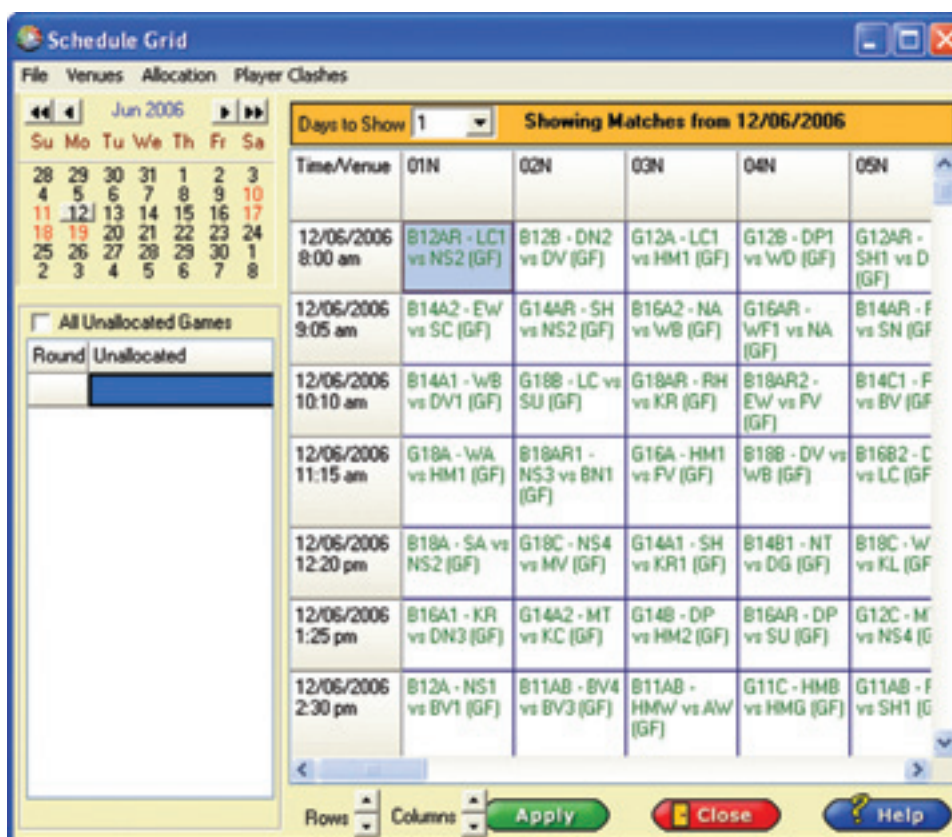 Schedule Grid
File Venues Allocation Player Clashes
Jun 2006
Su Mo Tu We Th Fr Sa
28 29 30 31 1 2 3
4 5 6 7 8 9 10
11 12 13 14 15 16 17
18 19 20 21 22 23 24
25 26 27 28 29 30 1
2 3 4 5 6 7 8
All Unallocated Games
Round Unallocated
Days to Show 1 Showing Matches from 12/06/2006
Time/Venue 01N 02N 03N 04N 05N
12/06/2006 B12AR - LC1 B12B - DN2 G12A - LC1 G12B - DP1 G12AR -
8:00 am vs NS2 (GF) vs DV (GF) vs HM1 (GF) vs WD (GF) SH1 vs D
(GF)
12/06/2006 B14A2 - EW G14AR - SH B16A2 - NA G16AR - B14AR - F
9:05 am vs SC (GF) vs NS2 (GF) vs WB (GF) WF1 vs NA vs SN (GF
(GF)
12/06/2006 B14A1 - WB G18B - LC vs G18AR - RH B18AR2 - B14C1 - F
10:10 am vs DV1 (GF) SU (GF) vs KR (GF) EW vs FV vs BV (GF
(GF)
12/06/2006 G18A - WA B18AR1 - G16A - HM1 B18B - DV vs B16B2 - D
11:15 am vs HM1 (GF) NS3 vs BN1 vs FV (GF) WB (GF) vs LC (GF
(GF)
12/06/2006 B18A - SA vs G18C - NS4 G14A1 - SH B14B1 - NT B18C - W
12:20 pm NS2 (GF) vs MV (GF) vs KR1 (GF) vs DG (GF) vs KL (GF
12/06/2006 B16A1 - KR G14A2 - MT G14B - DP B16AR - DP G12C - M
1:25 pm vs DN3 (GF) vs KC (GF) vs HM2 (GF) vs SU (GF) vs NS4 (G
12/06/2006 B12A - NS1 B11AB - BV4 B11AB - G11C - HMB G11AB - F
2:30 pm vs BV1 (GF) vs BV3 (GF) HMW vs AW vs HMG (GF) vs SH1 (G
(GF)
Rows Columns Apply Close Help